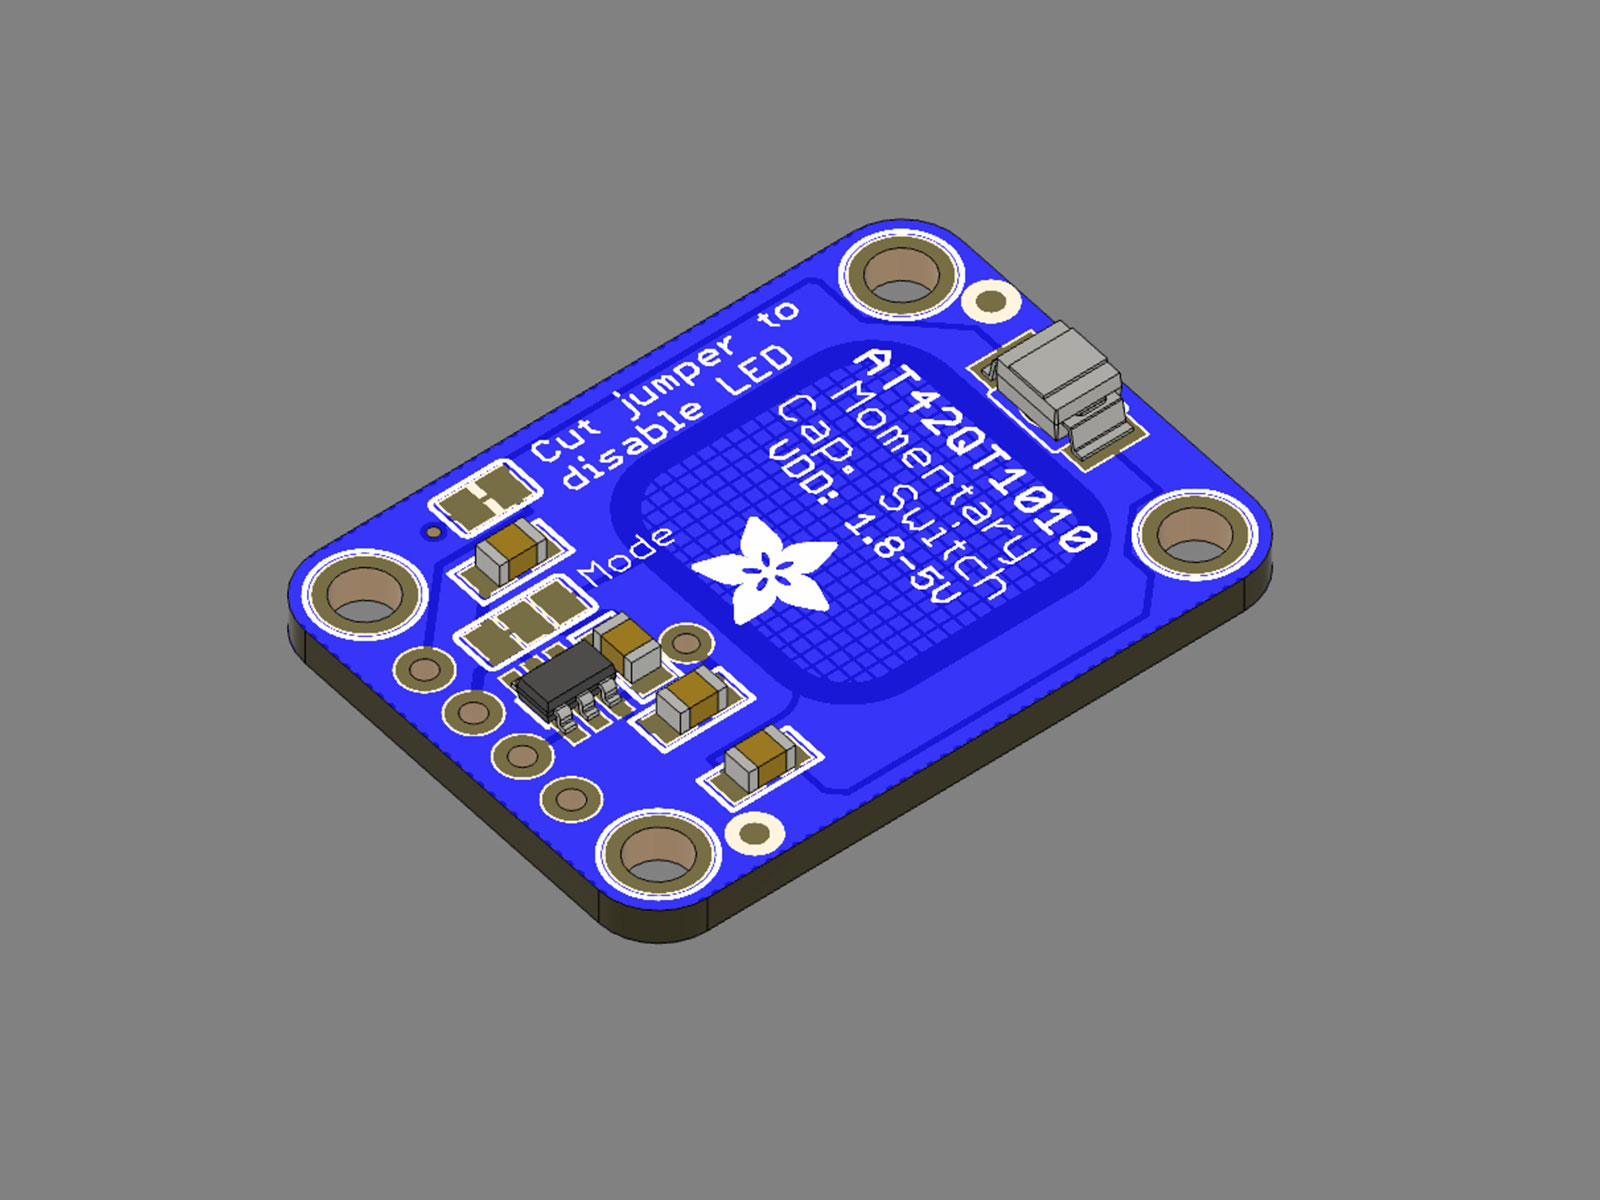 Cut jumper to
disable LED
Mode
AT42QT1010
Momentary
Cap. Switch
VDD: 1.8-5V